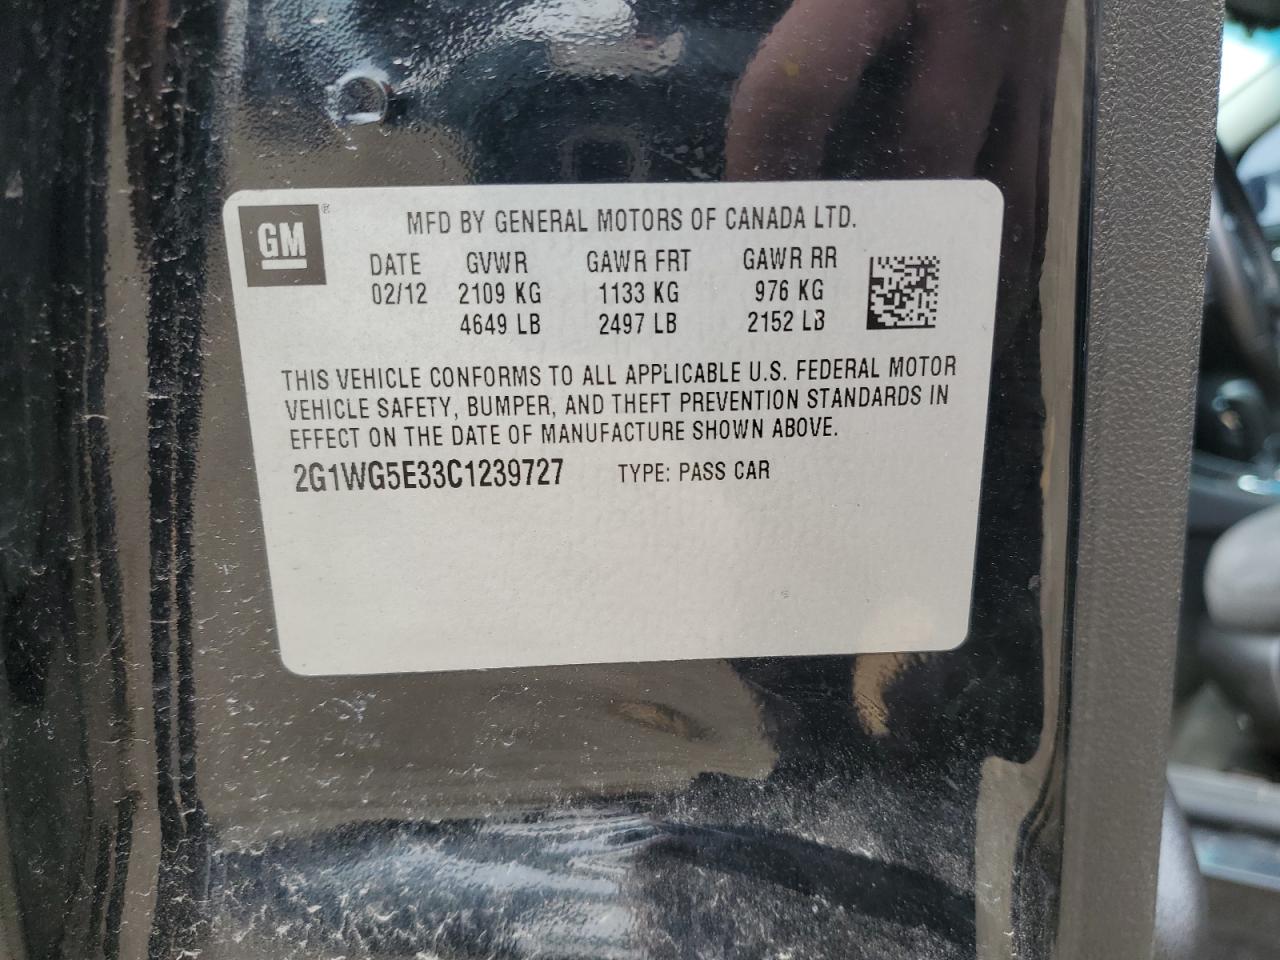 GM ®
MFD BY GENERAL MOTORS OF CANADA LTD.
DATE GVWR GAWR FRT GAWR RR
02/12 2109 KG 1133 KG 976 KG
4649 LB 2497 LB 2152 LB
THIS VEHICLE CONFORMS TO ALL APPLICABLE U.S. FEDERAL MOTOR
VEHICLE SAFETY, BUMPER, AND THEFT PREVENTION STANDARDS IN
EFFECT ON THE DATE OF MANUFACTURE SHOWN ABOVE.
2G1WG5E33C1239727 TYPE: PASS CAR